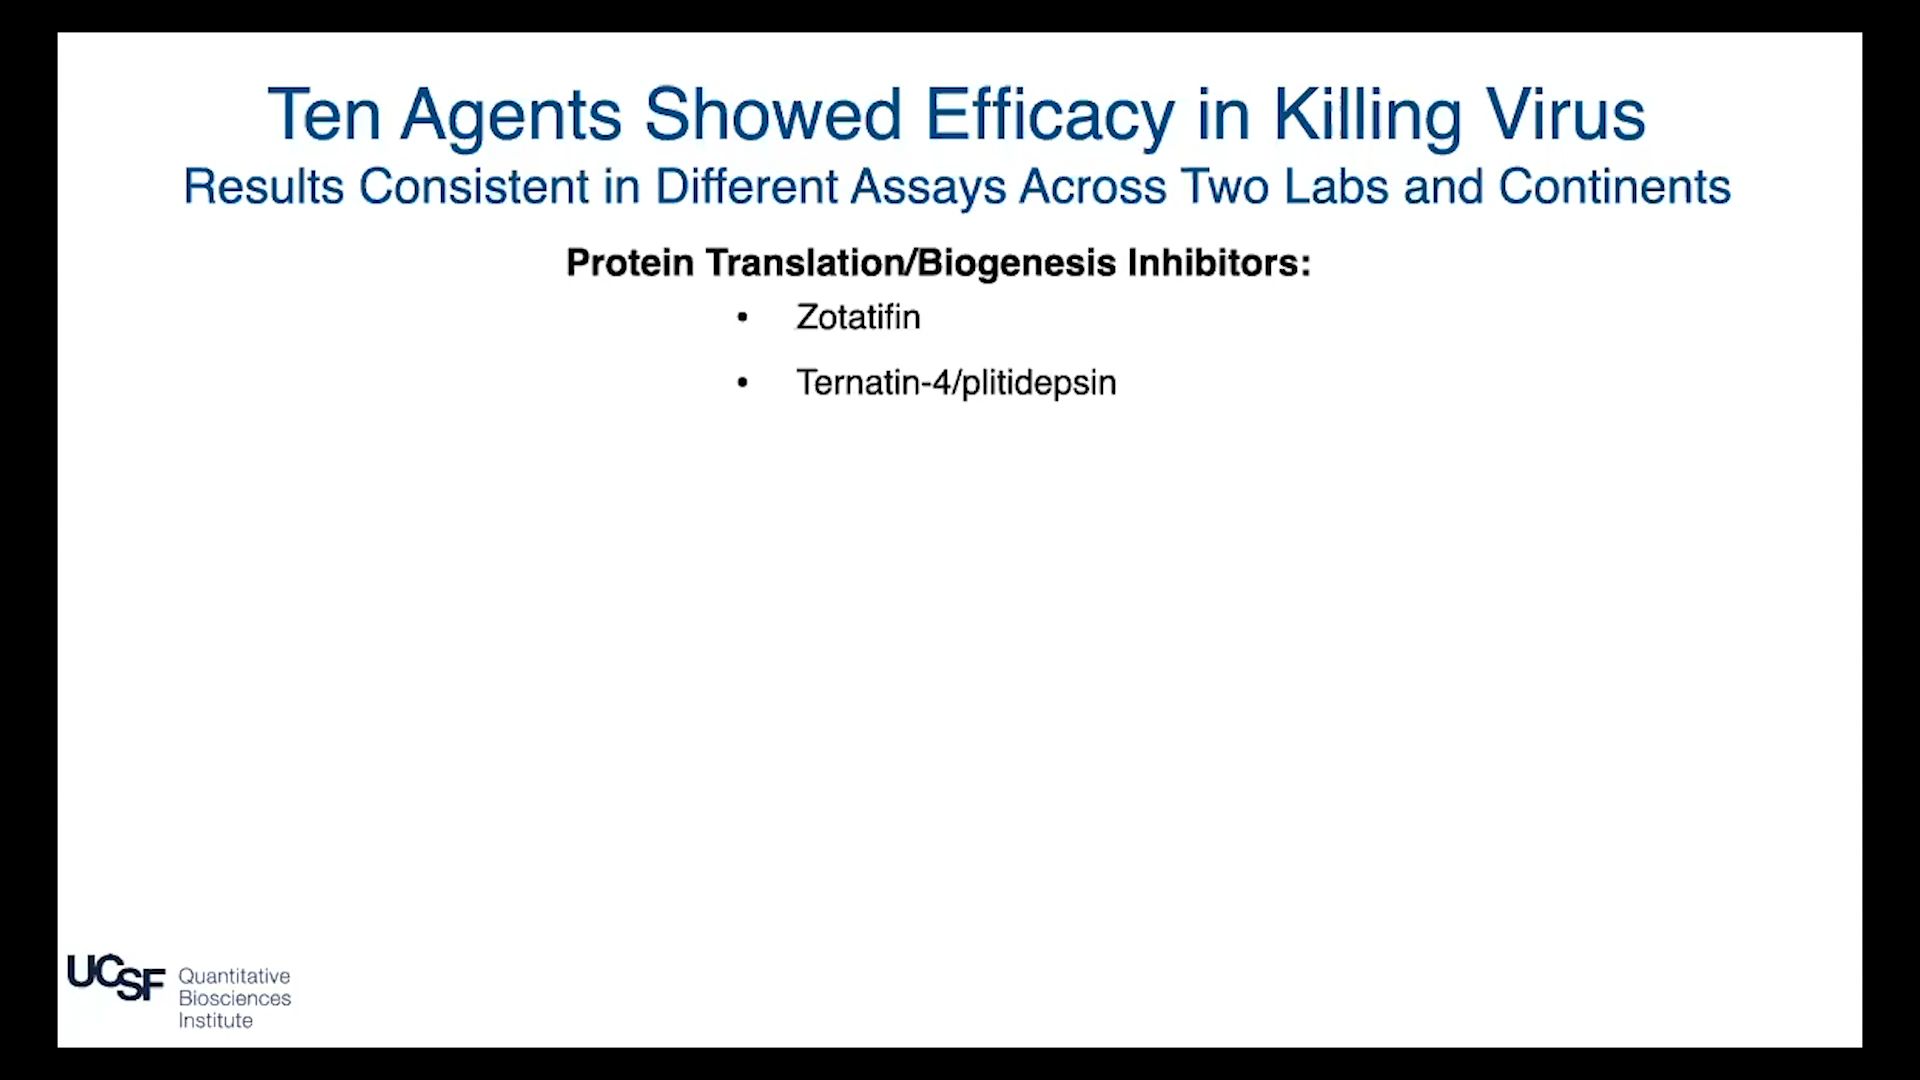 Ten Agents Showed Efficacy in Killing Virus
Results Consistent in Different Assays Across Two Labs and Continents
Protein Translation/Biogenesis Inhibitors:
• Zotatifin
• Ternatin-4/plitidepsin
UCSF
Quantitative
Biosciences
Institute